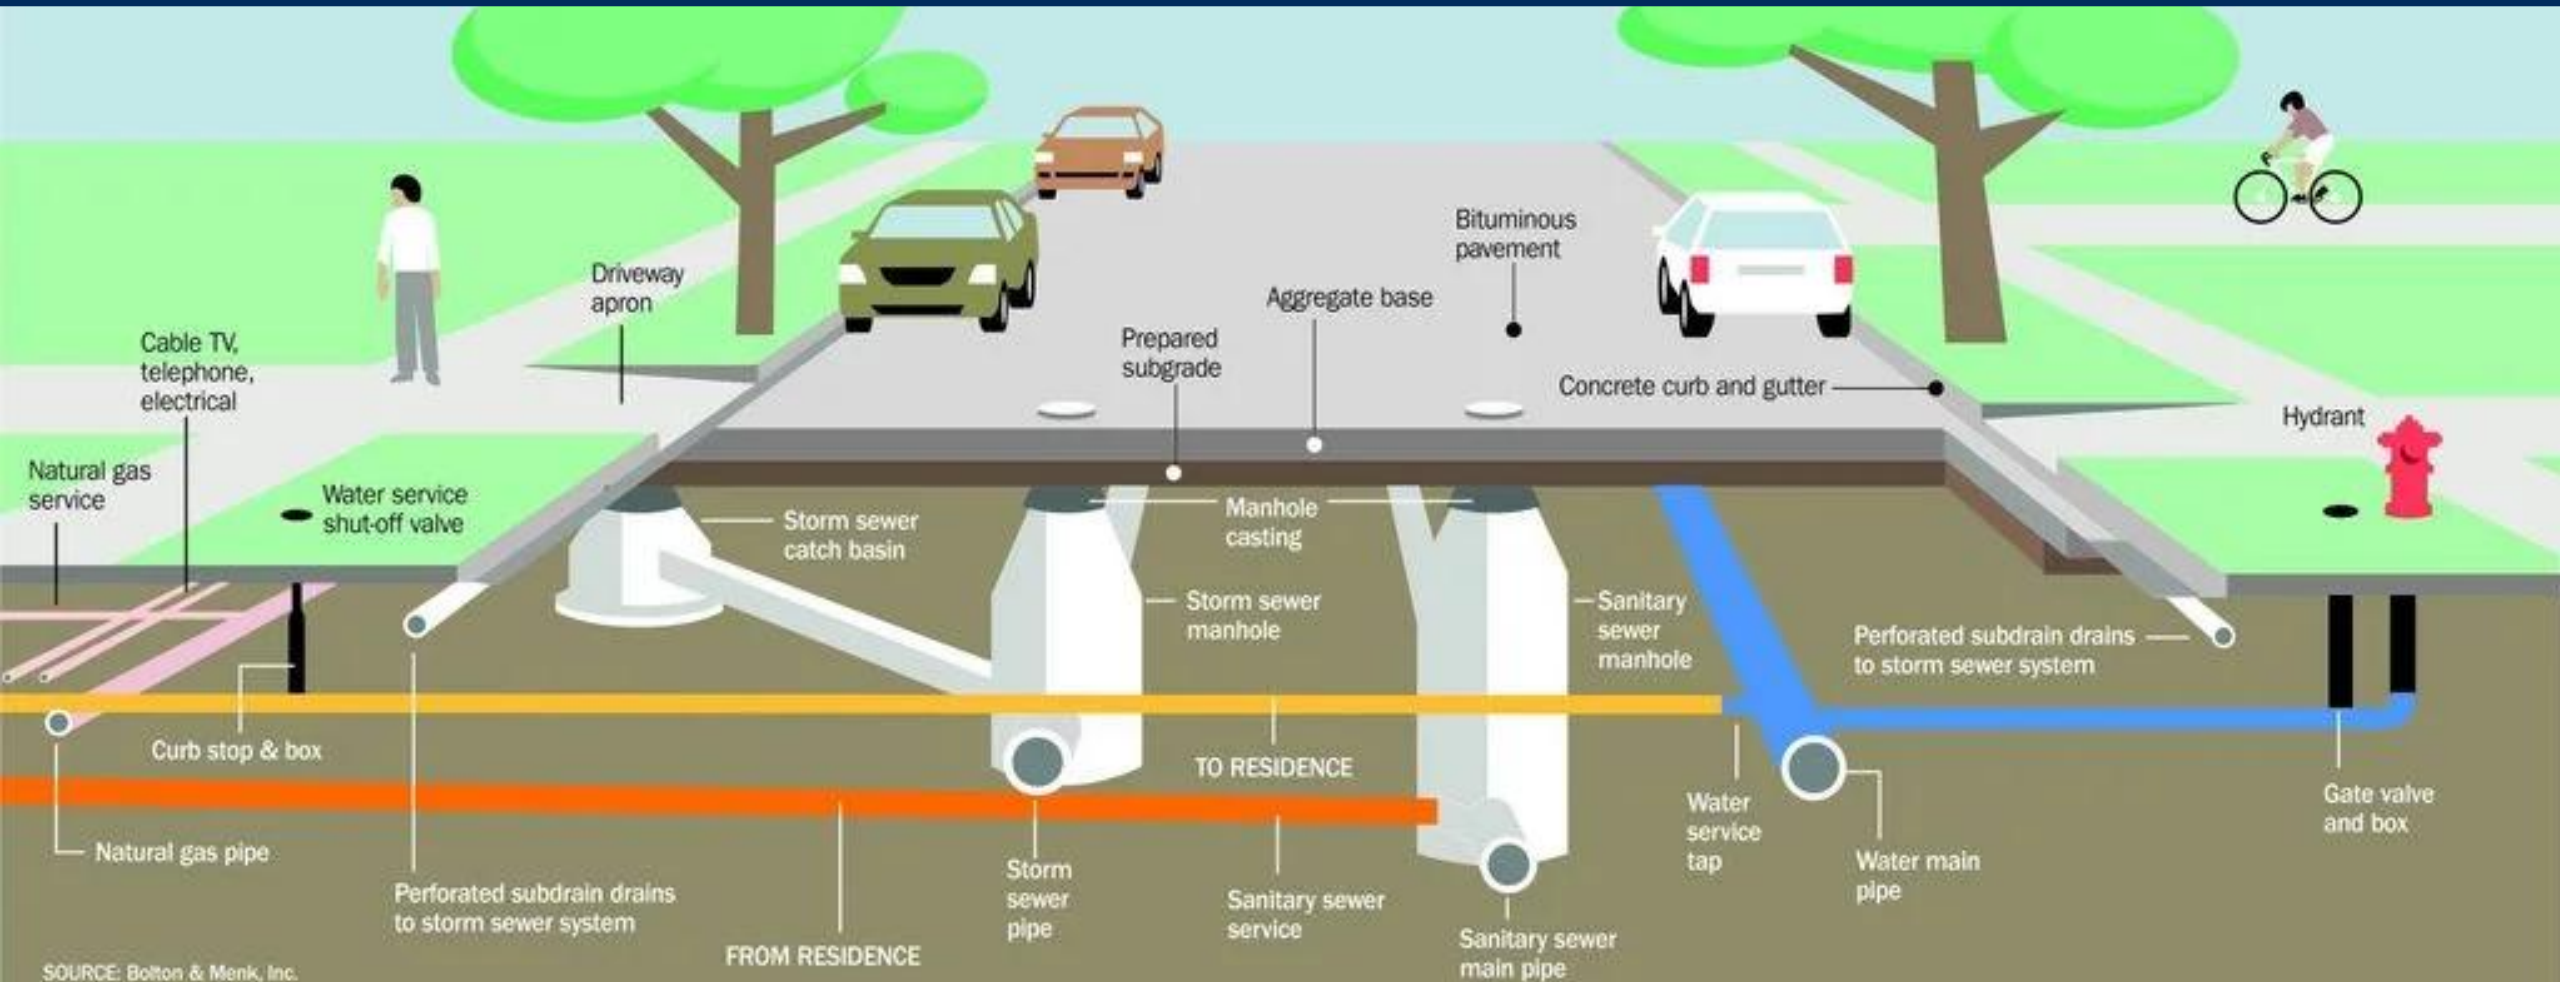 Driveway
apron
Cable TV,
telephone,
electrical
Natural gas
service
Water service
shut-off valve
Bituminous
pavement
Aggregate base
Prepared
subgrade
Concrete curb and gutter
Hydrant
Storm sewer
catch basin
Manhole
casting
Storm sewer
manhole
Sanitary
sewer
manhole
Perforated subdrain drains
to storm sewer system
Curb stop & box
TO RESIDENCE
Water
service
tap
Gate valve
and box
Natural gas pipe
Water main
pipe
Perforated subdrain drains
to storm sewer system
Storm
sewer
pipe
Sanitary sewer
service
FROM RESIDENCE
Sanitary sewer
main pipe
SOURCE: Bolton & Menk, Inc.